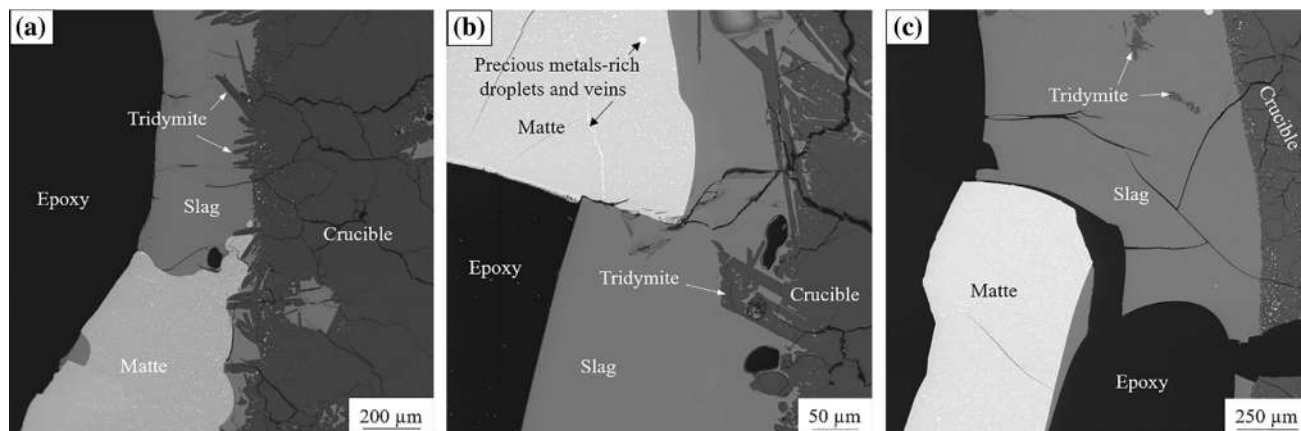 (a)
Tridymite
Epoxy
Slag
Crucible
Matte
200 µm
(b)
Precious metals-rich
droplets and veins
Matte
Epoxy
Tridymite
Crucible
Slag
50 µm
(c)
Tridymite
Crucible
Slag
Matte
Epoxy
250 µm